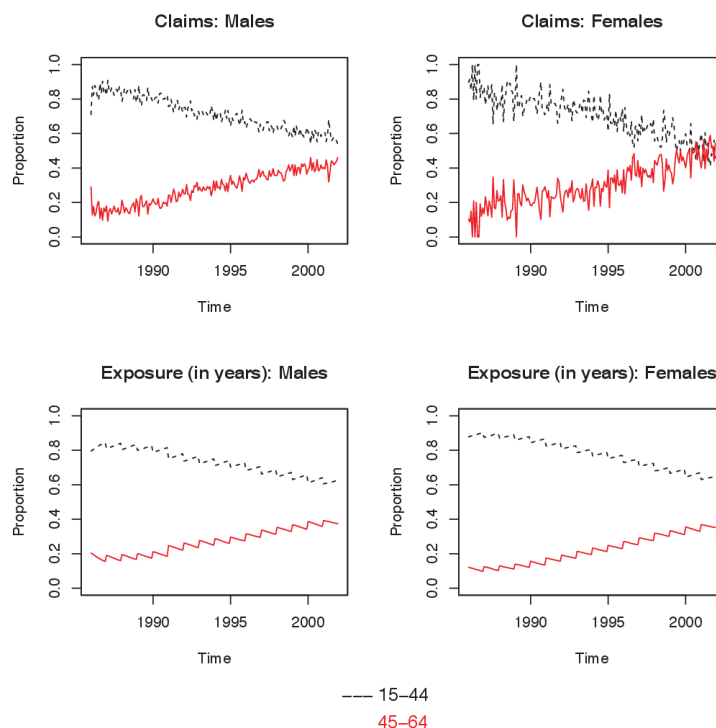 Claims: Males
Proportion
0.0 0.2 0.4 0.6 0.8 1.0
1990 1995 2000
Time
Claims: Females
Proportion
0.0 0.2 0.4 0.6 0.8 1.0
1990 1995 2000
Time
Exposure (in years): Males
Proportion
0.0 0.2 0.4 0.6 0.8 1.0
1990 1995 2000
Time
Exposure (in years): Females
Proportion
0.0 0.2 0.4 0.6 0.8 1.0
1990 1995 2000
Time
15–44
45–64